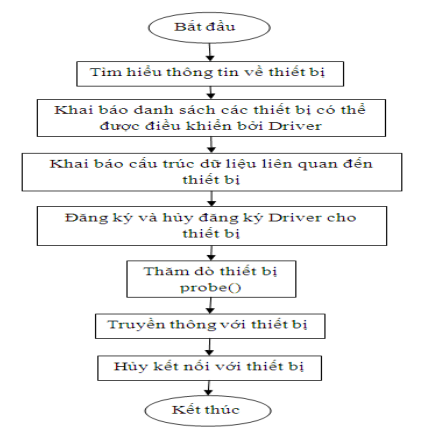 Bắt đầu
Tìm hiểu thông tin về thiết bị
Khai báo danh sách các thiết bị có thể
được điều khiển bởi Driver
Khai báo cấu trúc dữ liệu liên quan đến
thiết bị
Đăng ký và hủy đăng ký Driver cho
thiết bị
Thăm dò thiết bị
probe()
Truyền thông với thiết bị
Hủy kết nối với thiết bị
Kết thúc